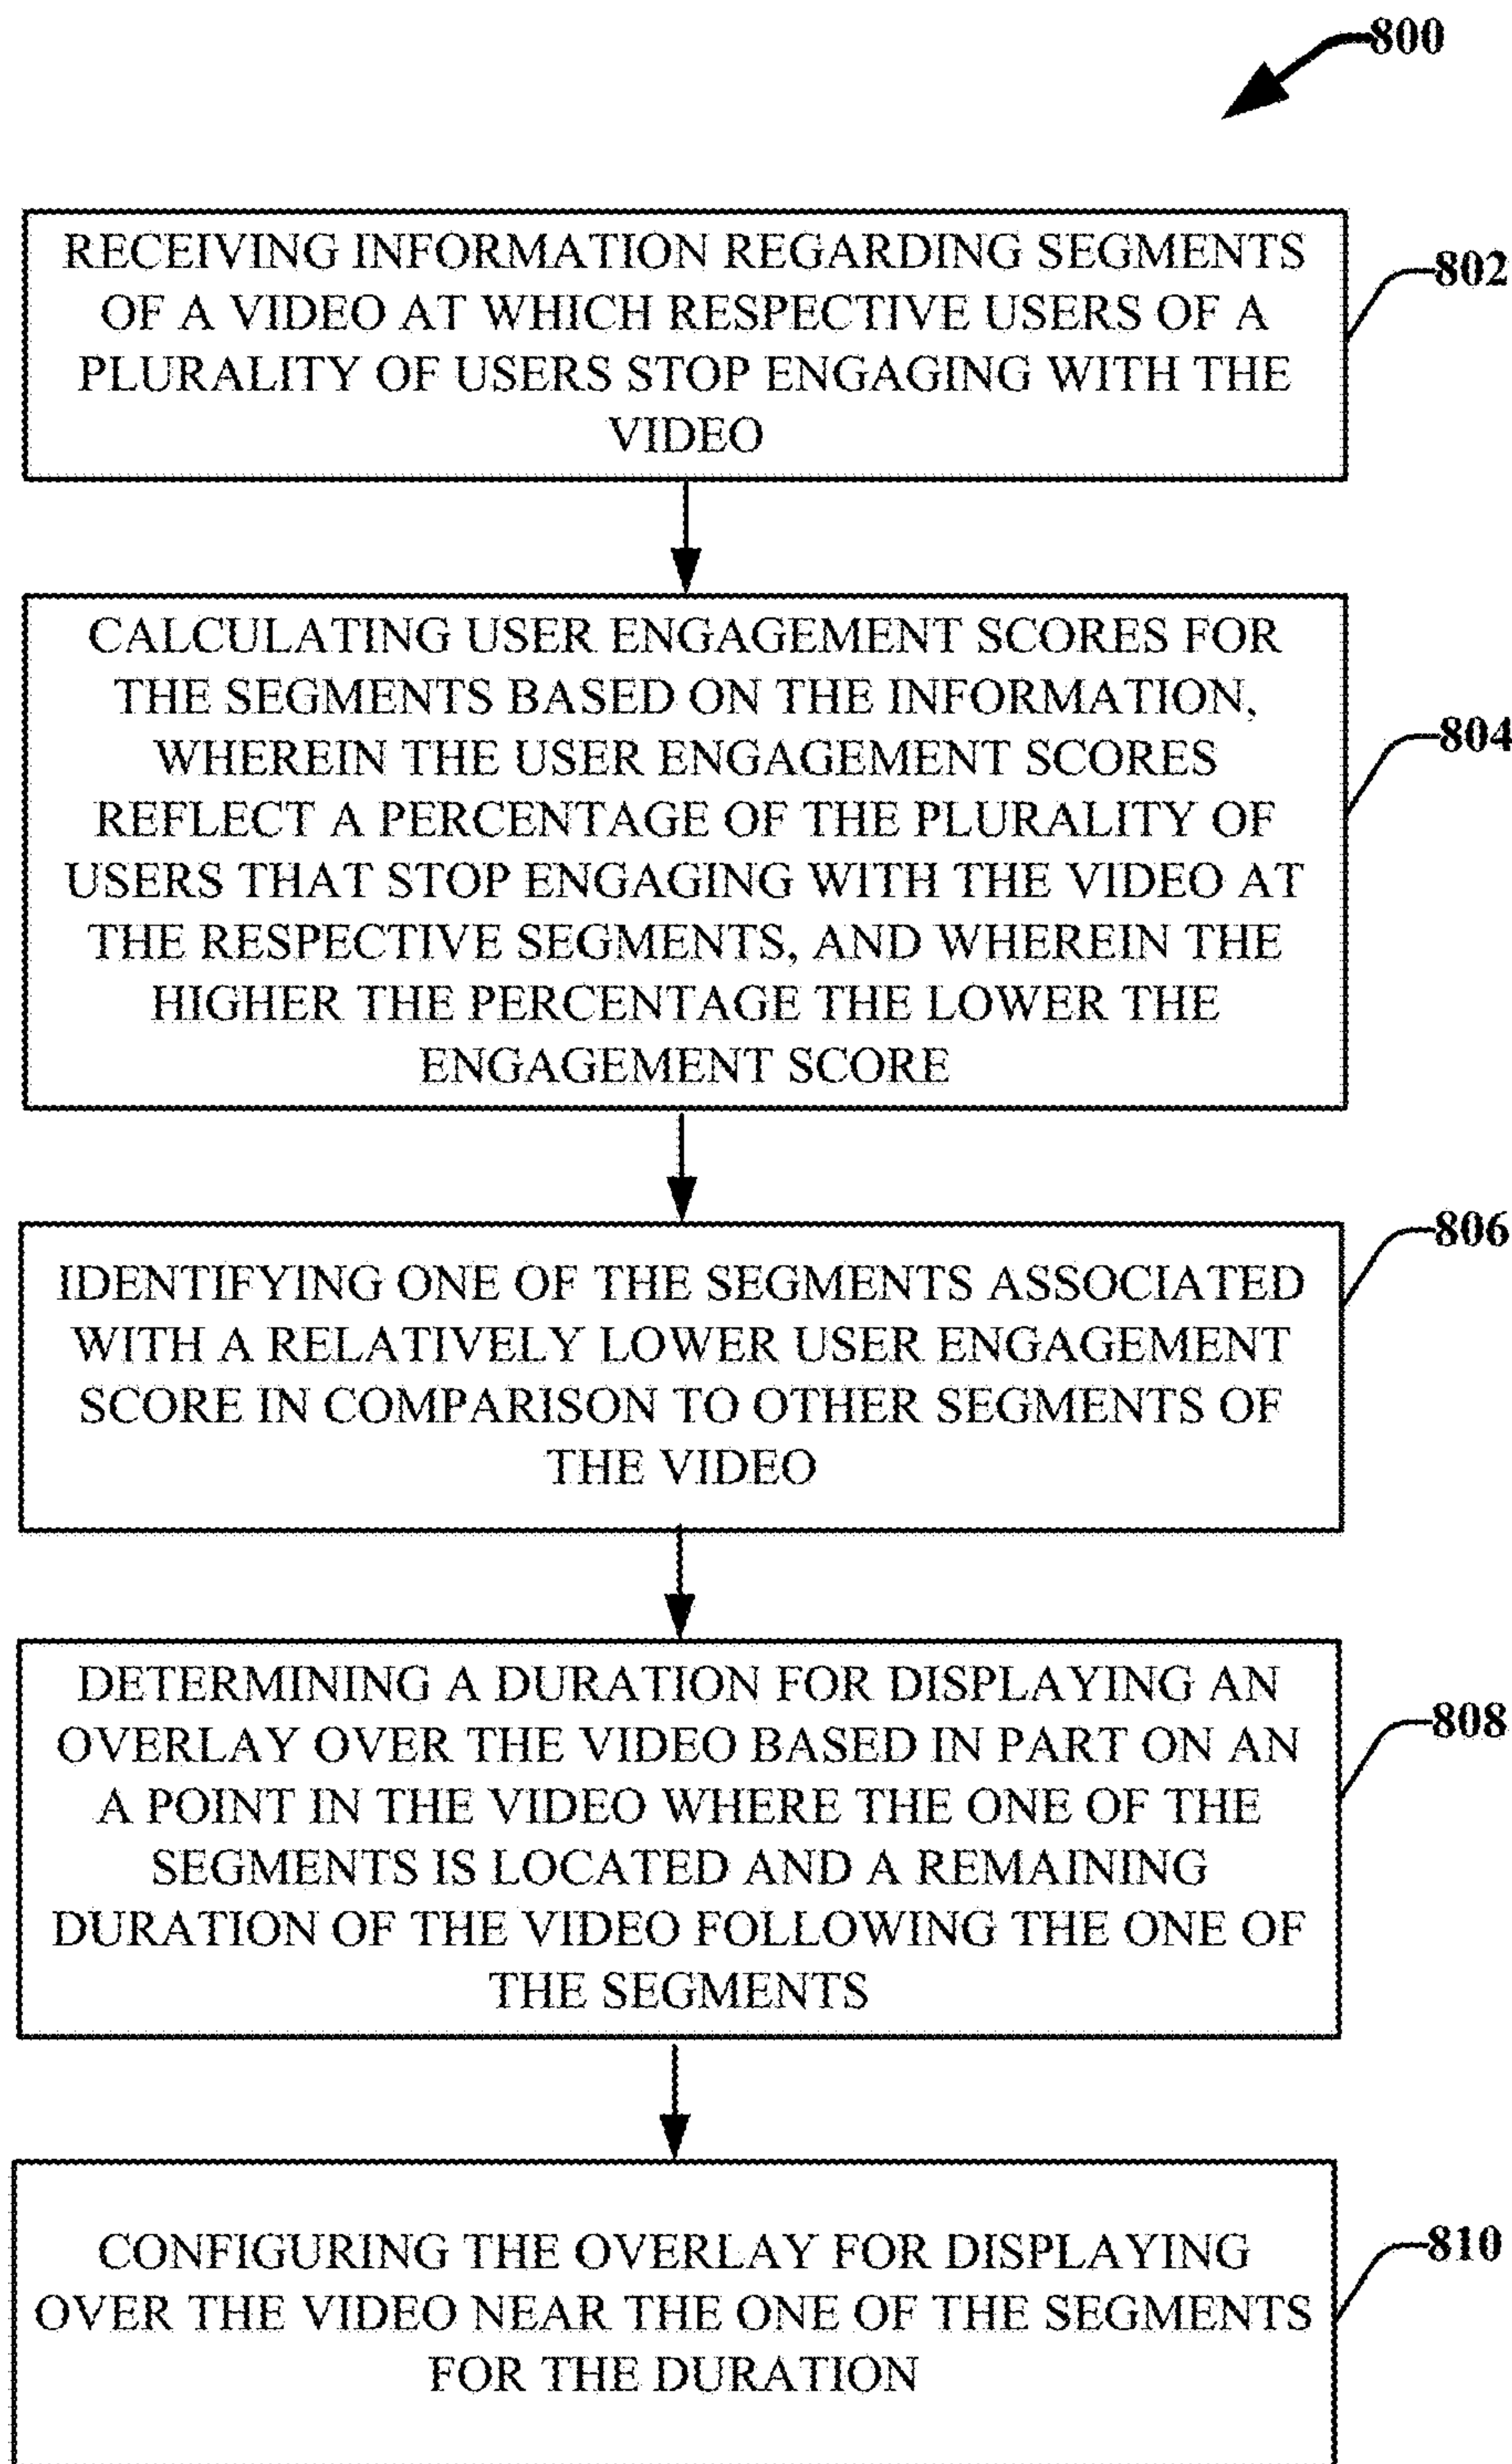 800
RECEIVING INFORMATION REGARDING SEGMENTS
OF A VIDEO AT WHICH RESPECTIVE USERS OF A
PLURALITY OF USERS STOP ENGAGING WITH THE
VIDEO
802
CALCULATING USER ENGAGEMENT SCORES FOR
THE SEGMENTS BASED ON THE INFORMATION,
WHEREIN THE USER ENGAGEMENT SCORES
REFLECT A PERCENTAGE OF THE PLURALITY OF
USERS THAT STOP ENGAGING WITH THE VIDEO AT
THE RESPECTIVE SEGMENTS, AND WHEREIN THE
HIGHER THE PERCENTAGE THE LOWER THE
ENGAGEMENT SCORE
804
IDENTIFYING ONE OF THE SEGMENTS ASSOCIATED
WITH A RELATIVELY LOWER USER ENGAGEMENT
SCORE IN COMPARISON TO OTHER SEGMENTS OF
THE VIDEO
806
DETERMINING A DURATION FOR DISPLAYING AN
OVERLAY OVER THE VIDEO BASED IN PART ON AN
A POINT IN THE VIDEO WHERE THE ONE OF THE
SEGMENTS IS LOCATED AND A REMAINING
DURATION OF THE VIDEO FOLLOWING THE ONE OF
THE SEGMENTS
808
CONFIGURING THE OVERLAY FOR DISPLAYING
OVER THE VIDEO NEAR THE ONE OF THE SEGMENTS
FOR THE DURATION
810